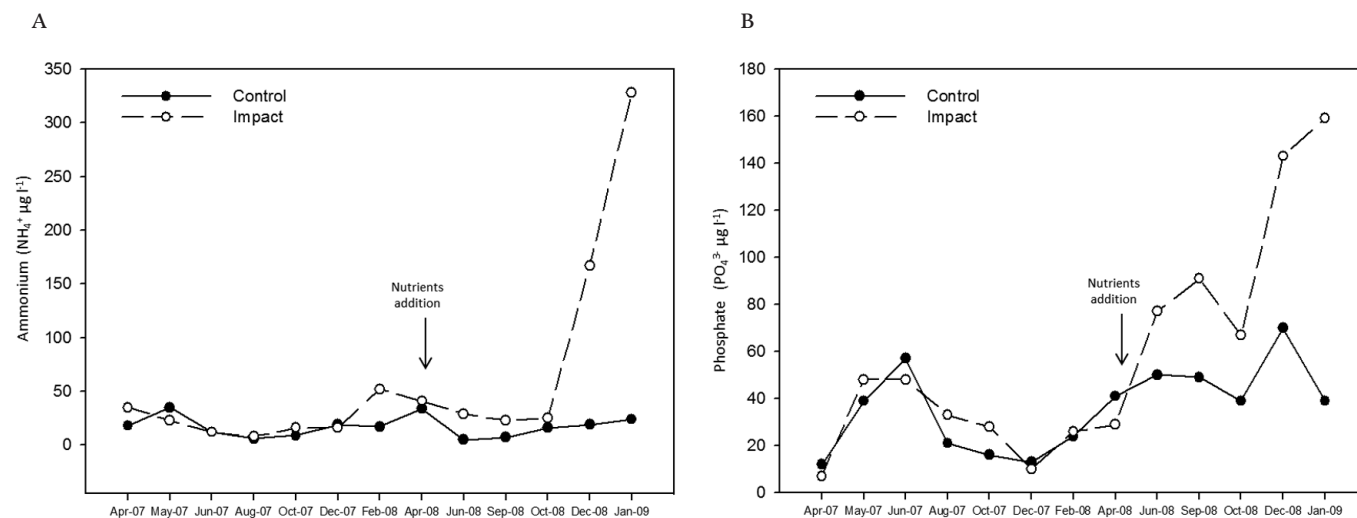 A
350
300
250
200
150
100
50
0
Ammonium (NH₄⁺ µg l⁻¹)
Control
Impact
Nutrients
addition
Apr-07 May-07 Jun-07 Aug-07 Oct-07 Dec-07 Feb-08 Apr-08 Jun-08 Sep-08 Oct-08 Dec-08 Jan-09
B
180
160
140
120
100
80
60
40
20
0
Phosphate (PO₄³⁻ µg l⁻¹)
Control
Impact
Nutrients
addition
Apr-07 May-07 Jun-07 Aug-07 Oct-07 Dec-07 Feb-08 Apr-08 Jun-08 Sep-08 Oct-08 Dec-08 Jan-09